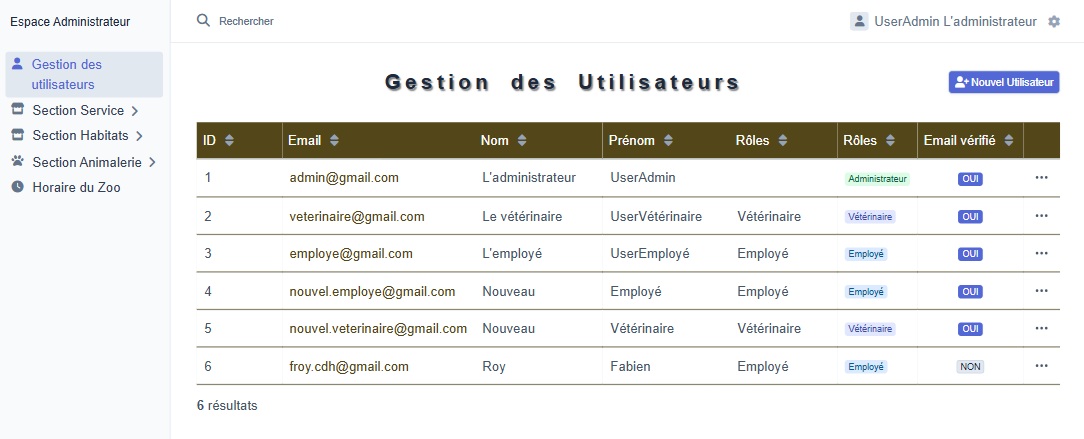 Espace Administrateur
Rechercher
UserAdmin L'administrateur
Gestion des
utilisateurs
Section Service
Section Habitats
Section Animalerie
Horaire du Zoo
Gestion des Utilisateurs
Nouvel Utilisateur
ID Email Nom Prénom Rôles Rôles Email vérifié
1 admin@gmail.com L'administrateur UserAdmin Administrateur OUI
2 veterinaire@gmail.com Le vétérinaire UserVétérinaire Vétérinaire Vétérinaire OUI
3 employe@gmail.com L'employé UserEmployé Employé Employé OUI
4 nouvel.employe@gmail.com Nouveau Employé Employé Employé OUI
5 nouvel.veterinaire@gmail.com Nouveau Vétérinaire Vétérinaire Vétérinaire OUI
6 froy.cdh@gmail.com Roy Fabien Employé Employé NON
6 résultats